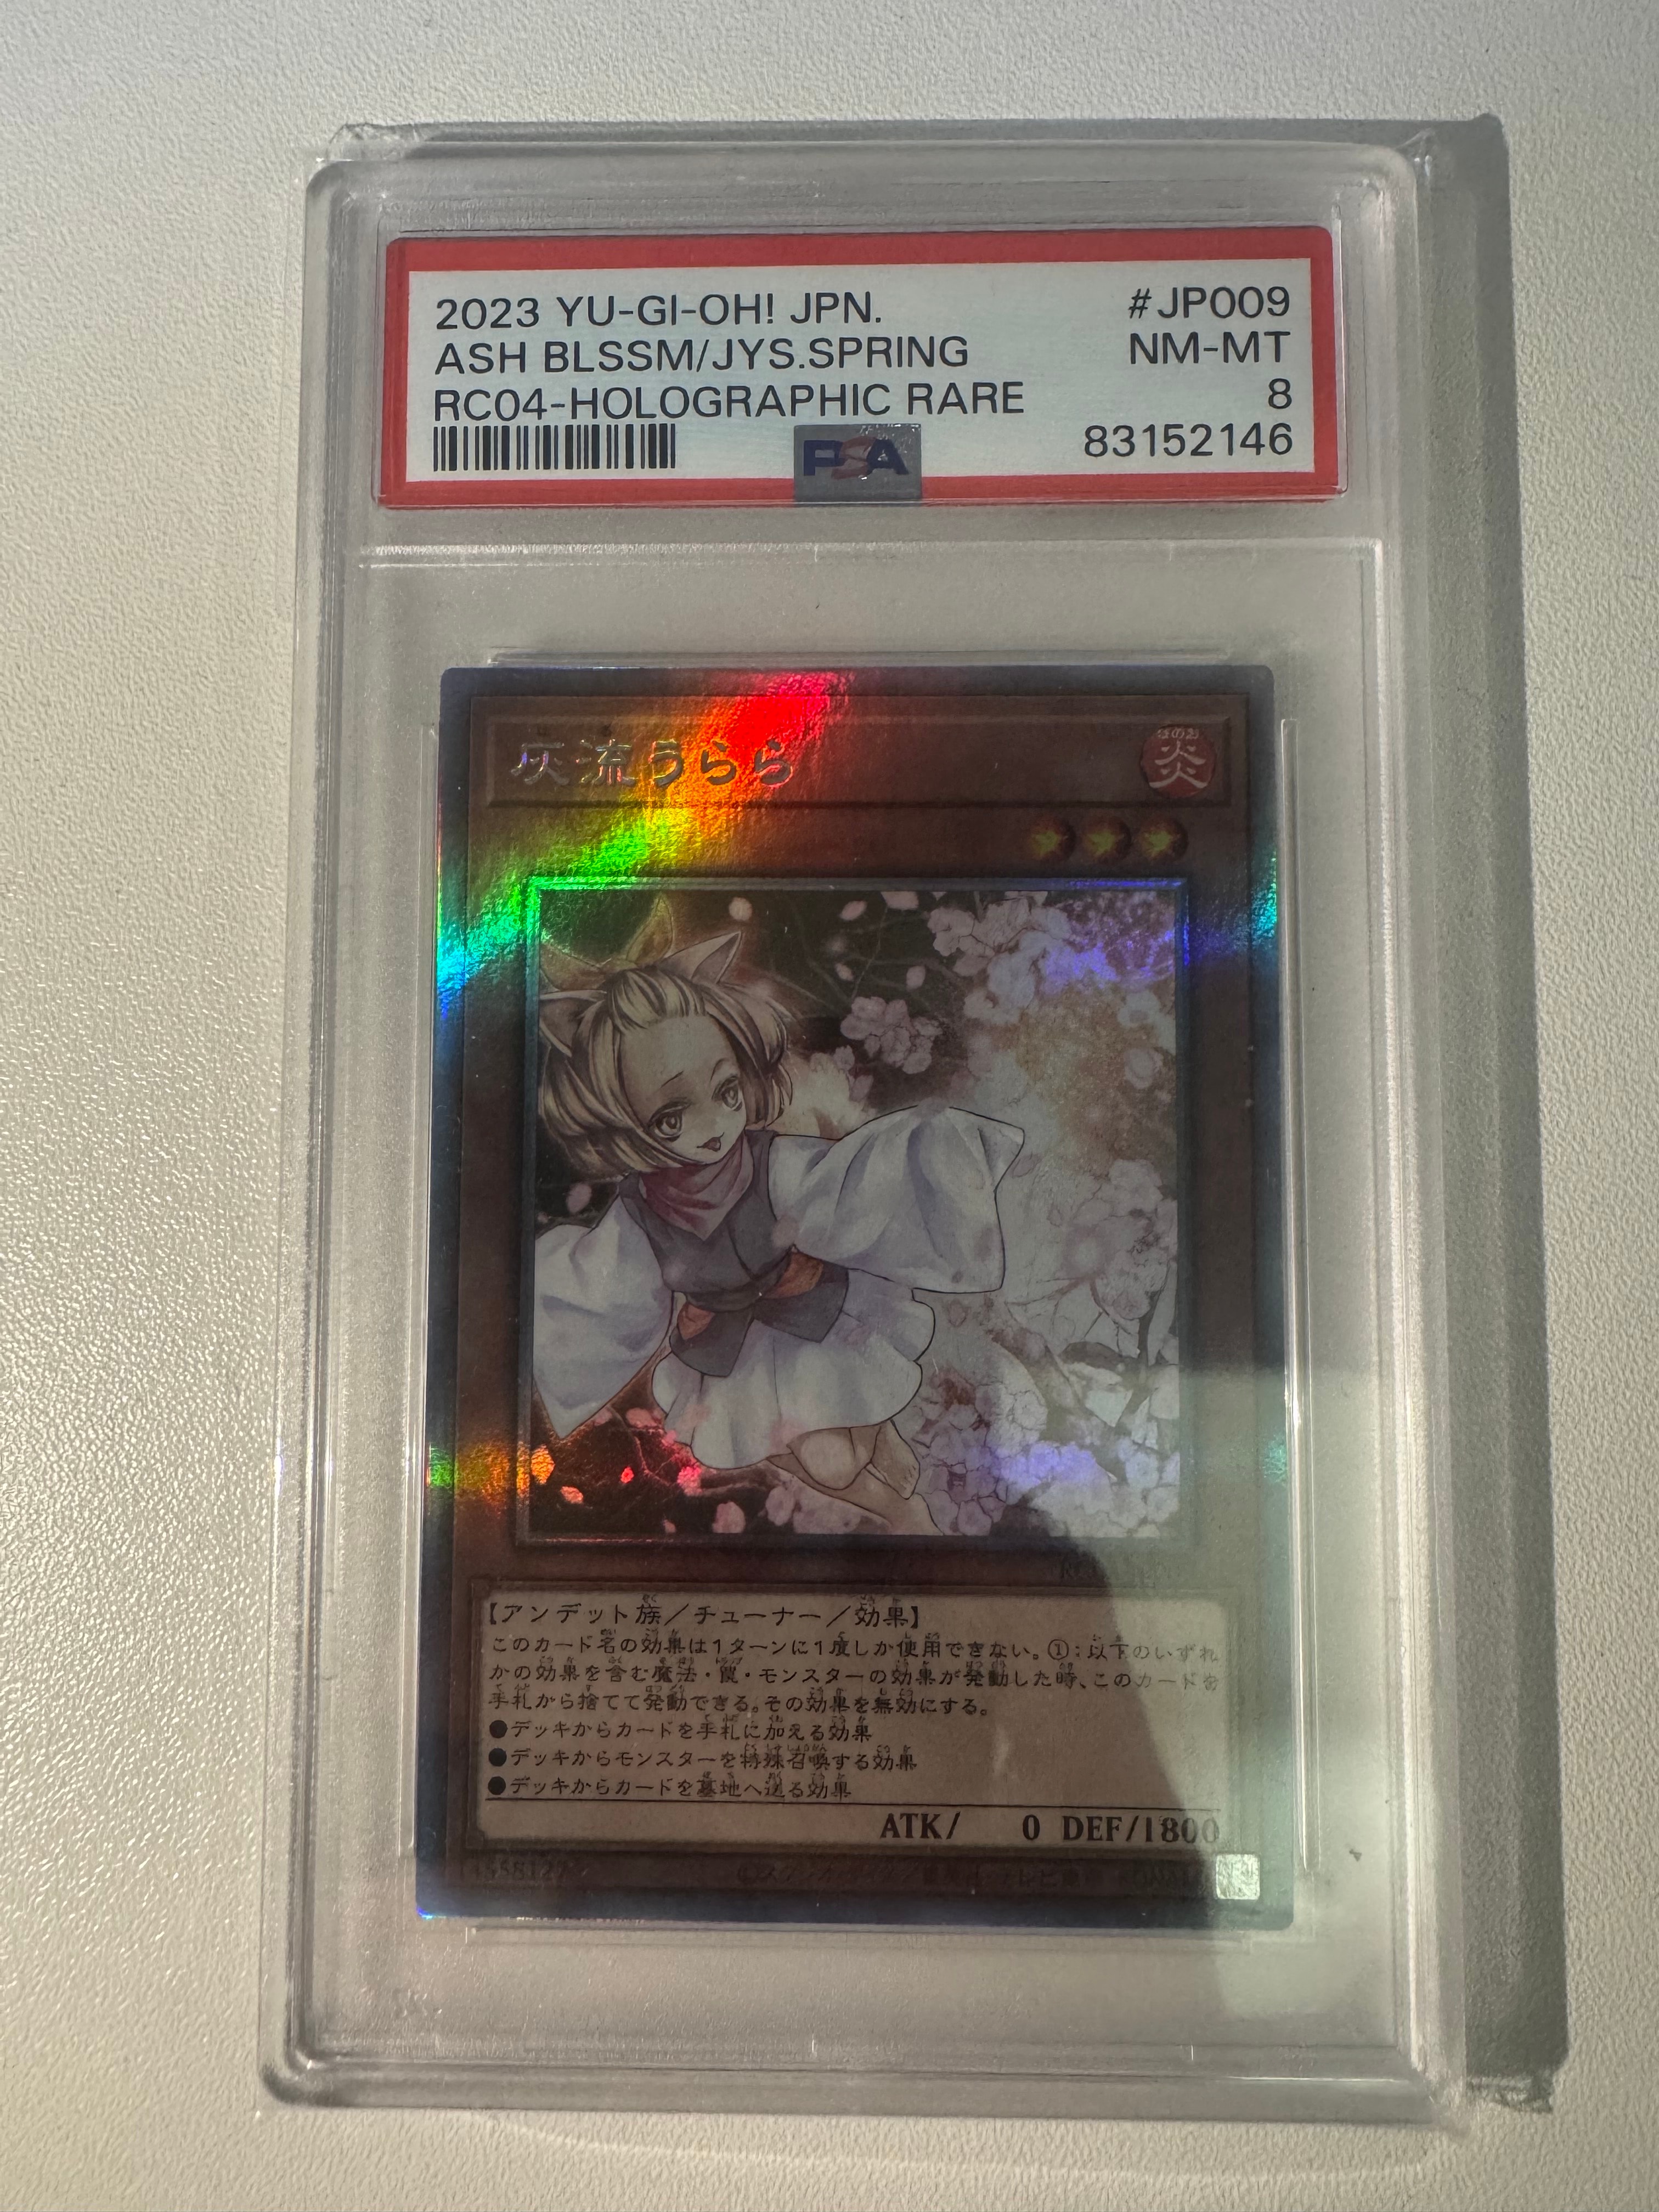 2023 YU-GI-OH! JPN. #JP009
ASH BLSSM/JYS.SPRING NM-MT
RC04-HOLOGRAPHIC RARE 8
PSA 83152146
灰流うらら
ほのお
炎
【アンデット族／チューナー／効果】
このカード名の効果は１ターンに１度しか使用できない。①：以下のいずれ
かの効果を含む魔法・罠・モンスターの効果が発動した時、このカードを
手札から捨てて発動できる。その効果を無効にする。
●デッキからカードを手札に加える効果
●デッキからモンスターを特殊召喚する効果
●デッキからカードを墓地へ送る効果
ATK/ 0 DEF/1800